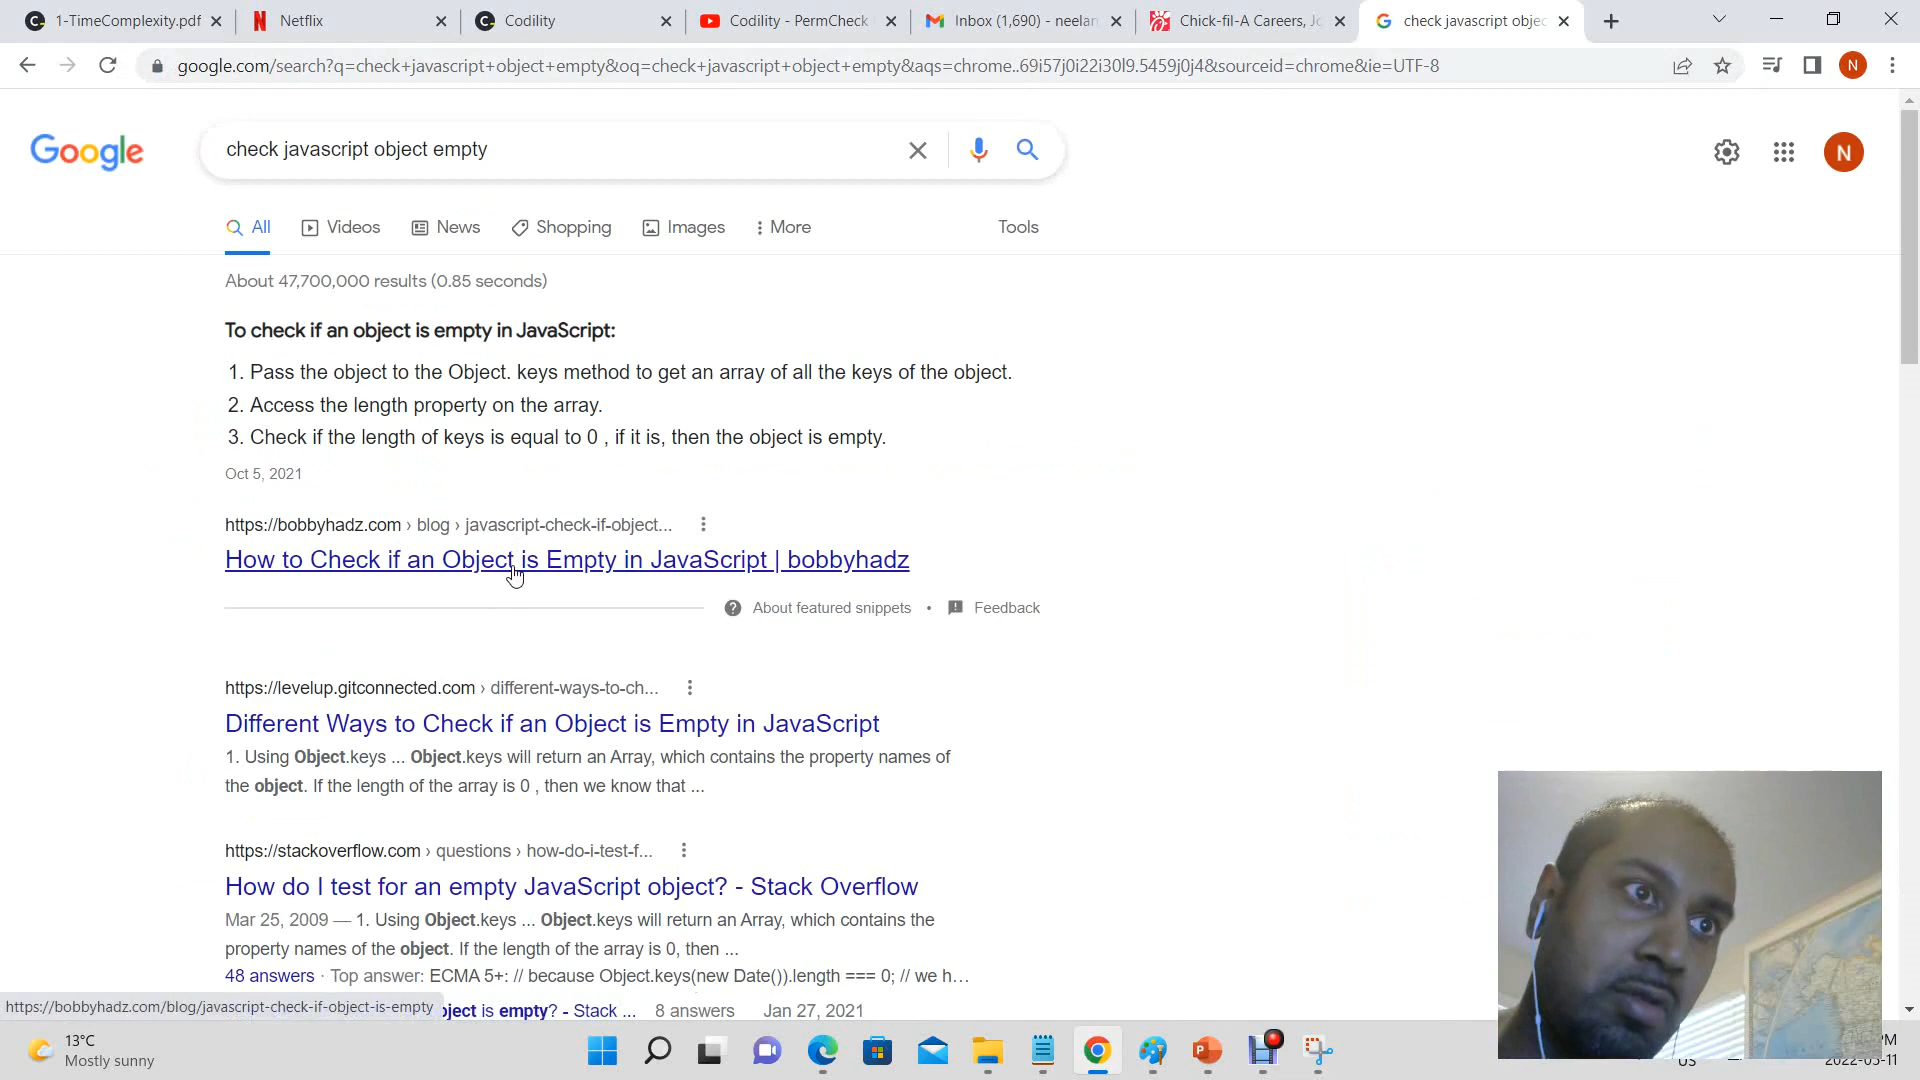 1-TimeComplexity.pdf
Netflix
Codility
Codility - PermCheck
Inbox (1,690) - neelan
Chick-fil-A Careers, Jo
check javascript objec
google.com/search?q=check+javascript+object+empty&oq=check+javascript+object+empty&aqs=chrome..69i57j0i22i30l9.5459j0j4&sourceid=chrome&ie=UTF-8
N
Google
check javascript object empty
N
All
Videos
News
Shopping
Images
More
Tools
About 47,700,000 results (0.85 seconds)
To check if an object is empty in JavaScript:
1. Pass the object to the Object. keys method to get an array of all the keys of the object.
2. Access the length property on the array.
3. Check if the length of keys is equal to 0 , if it is, then the object is empty.
Oct 5, 2021
https://bobbyhadz.com › blog › javascript-check-if-object...
How to Check if an Object is Empty in JavaScript | bobbyhadz
About featured snippets • Feedback
https://levelup.gitconnected.com › different-ways-to-ch...
Different Ways to Check if an Object is Empty in JavaScript
1. Using Object.keys ... Object.keys will return an Array, which contains the property names of
the object. If the length of the array is 0 , then we know that ...
https://stackoverflow.com › questions › how-do-i-test-f...
How do I test for an empty JavaScript object? - Stack Overflow
Mar 25, 2009 — 1. Using Object.keys ... Object.keys will return an Array, which contains the
property names of the object. If the length of the array is 0, then ...
48 answers · Top answer: ECMA 5+: // because Object.keys(new Date()).length === 0; // we h...
https://bobbyhadz.com/blog/javascript-check-if-object-is-empty
bject is empty? - Stack ... 8 answers Jan 27, 2021
13°C
Mostly sunny
PM
US
2022-05-11